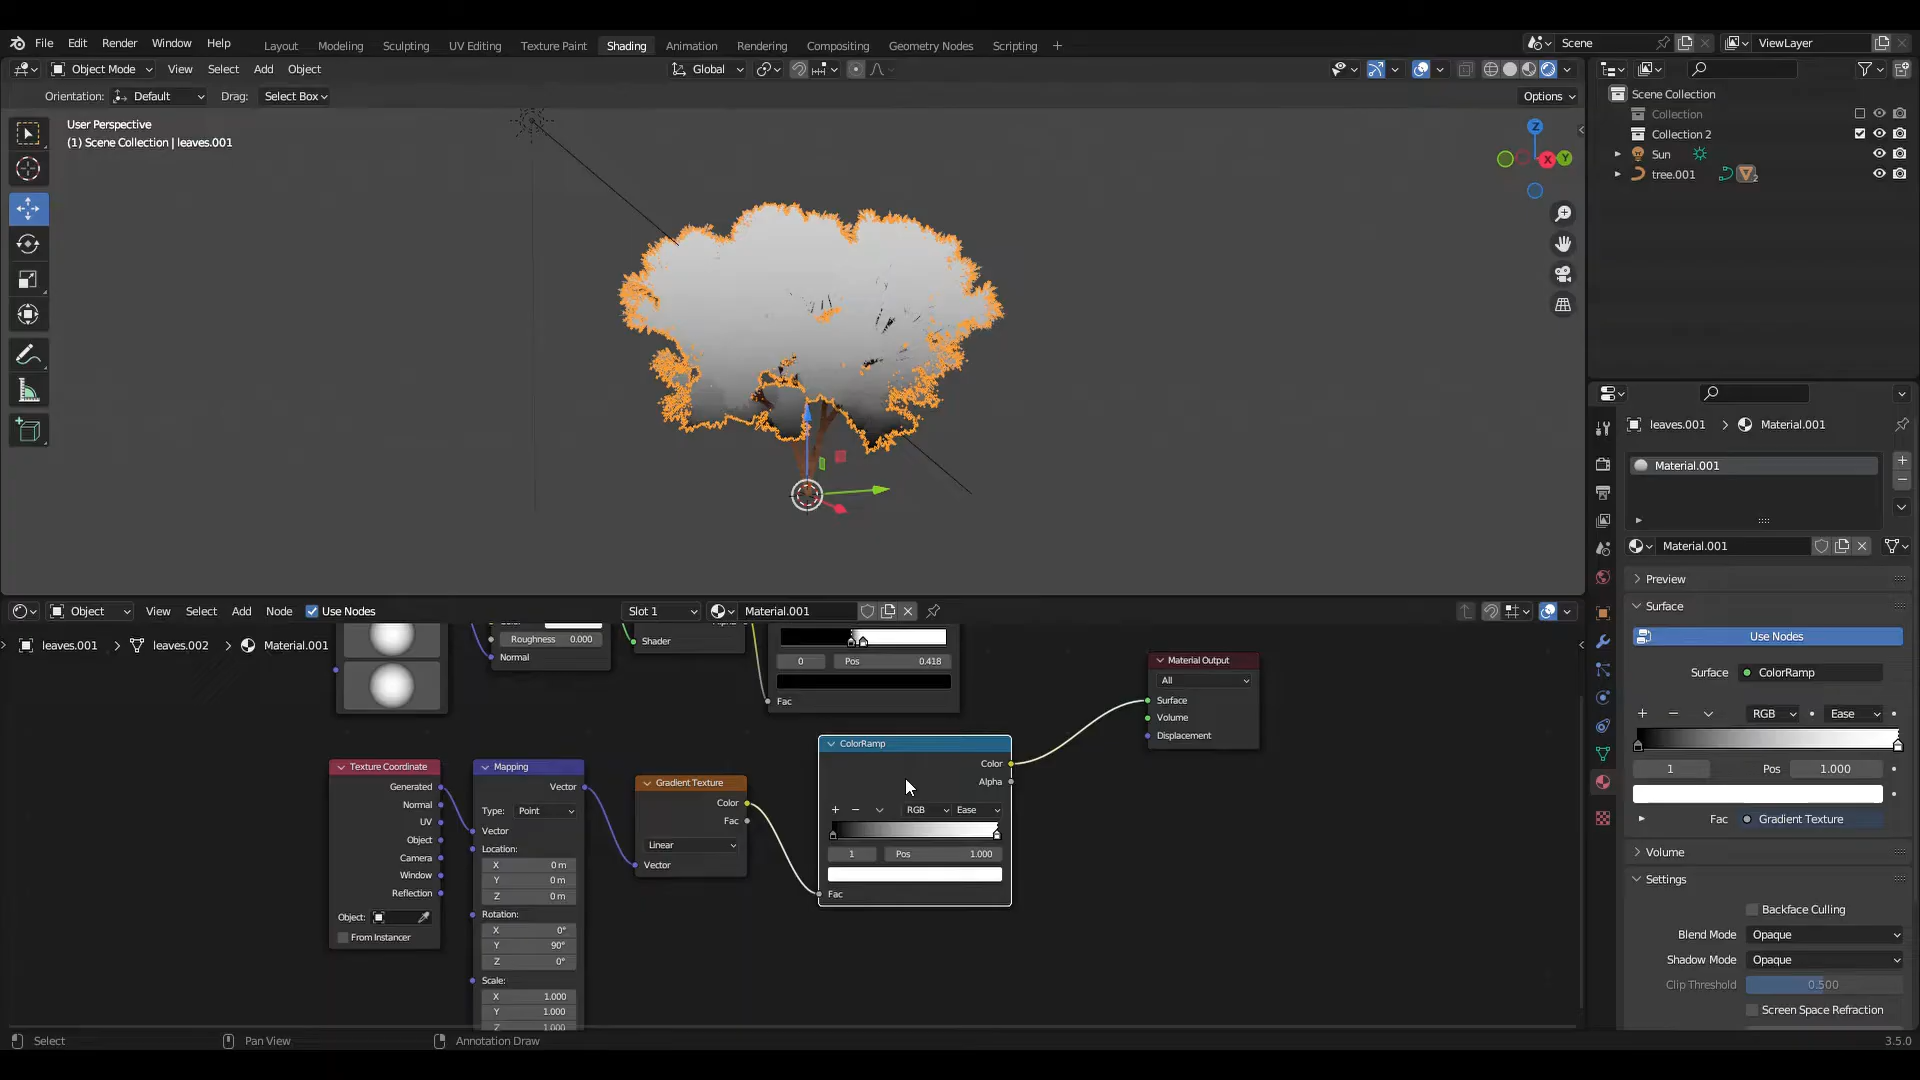 File Edit Render Window Help Layout Modeling Sculpting UV Editing Texture Paint Shading Animation Rendering Compositing Geometry Nodes Scripting + Scene ViewLayer
Object Mode View Select Add Object Global
Orientation: Default Drag: Select Box Options
User Perspective
(1) Scene Collection | leaves.001
Z
X
Y
Scene Collection
Collection
Collection 2
Sun
tree.001
2
leaves.001 > Material.001
Material.001
Material.001
Preview
Surface
Use Nodes
Surface ColorRamp
RGB Ease
1 Pos 1.000
Fac Gradient Texture
Volume
Settings
Backface Culling
Blend Mode Opaque
Shadow Mode Opaque
Clip Threshold 0.500
Screen Space Refraction
Object View Select Add Node Use Nodes Slot 1 Material.001
leaves.001 > leaves.002 > Material.001
Roughness 0.000
Normal
Shader
0 Pos 0.418
Fac
Material Output
All
Surface
Volume
Displacement
Texture Coordinate
Generated
Normal
UV
Object
Camera
Window
Reflection
Object:
From Instancer
Mapping
Vector
Type: Point
Vector
Location:
X 0 m
Y 0 m
Z 0 m
Rotation:
X 0°
Y 90°
Z 0°
Scale:
X 1.000
Y 1.000
Z 1.000
Gradient Texture
Color
Fac
Linear
Vector
ColorRamp
Color
Alpha
RGB Ease
1 Pos 1.000
Fac
Select Pan View Annotation Draw 3.5.0